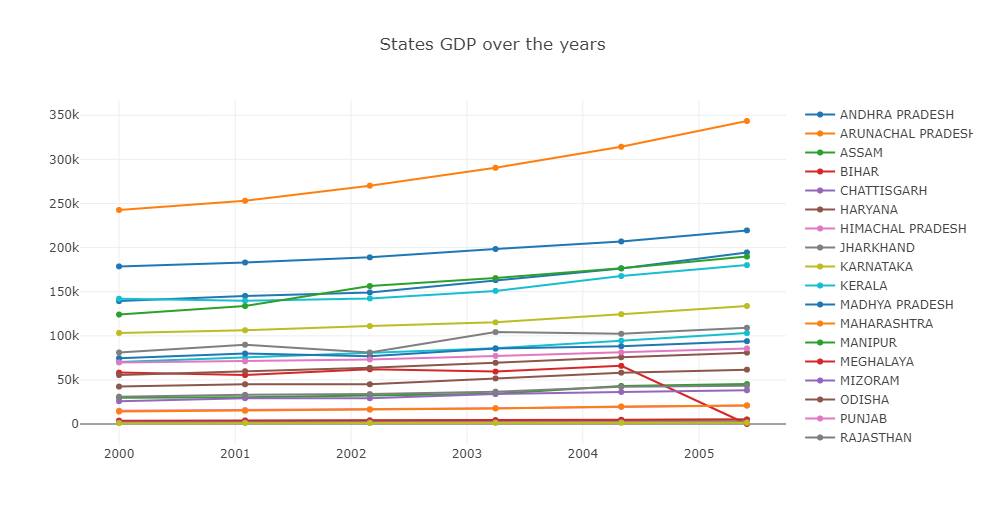 States GDP over the years
350k
300k
250k
200k
150k
100k
50k
0
2000 2001 2002 2003 2004 2005
ANDHRA PRADESH
ARUNACHAL PRADESH
ASSAM
BIHAR
CHATTISGARH
HARYANA
HIMACHAL PRADESH
JHARKHAND
KARNATAKA
KERALA
MADHYA PRADESH
MAHARASHTRA
MANIPUR
MEGHALAYA
MIZORAM
ODISHA
PUNJAB
RAJASTHAN